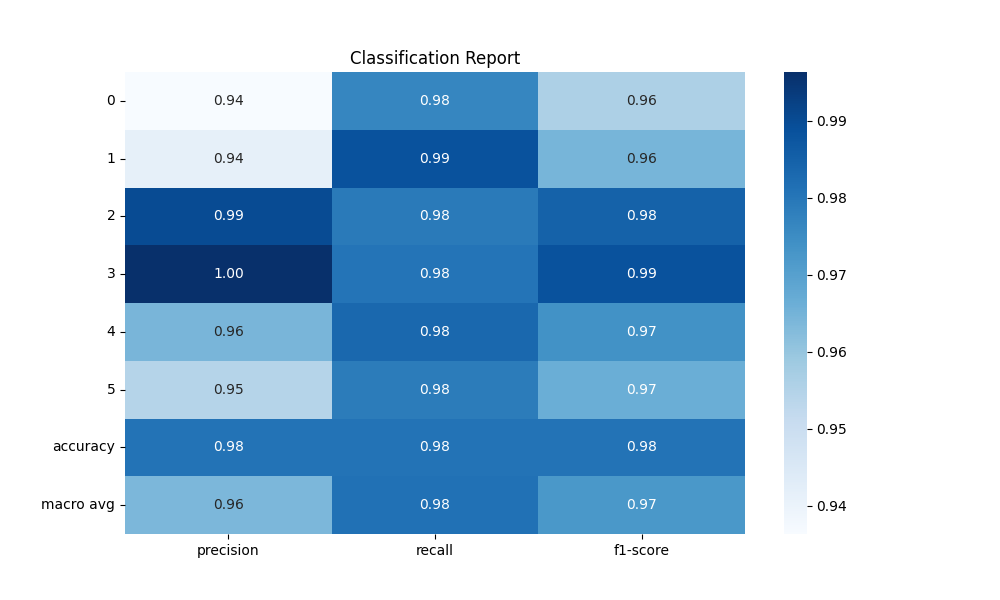 Classification Report
0 0.94 0.98 0.96
1 0.94 0.99 0.96
2 0.99 0.98 0.98
3 1.00 0.98 0.99
4 0.96 0.98 0.97
5 0.95 0.98 0.97
accuracy 0.98 0.98 0.98
macro avg 0.96 0.98 0.97
precision recall f1-score
0.99
0.98
0.97
0.96
0.95
0.94